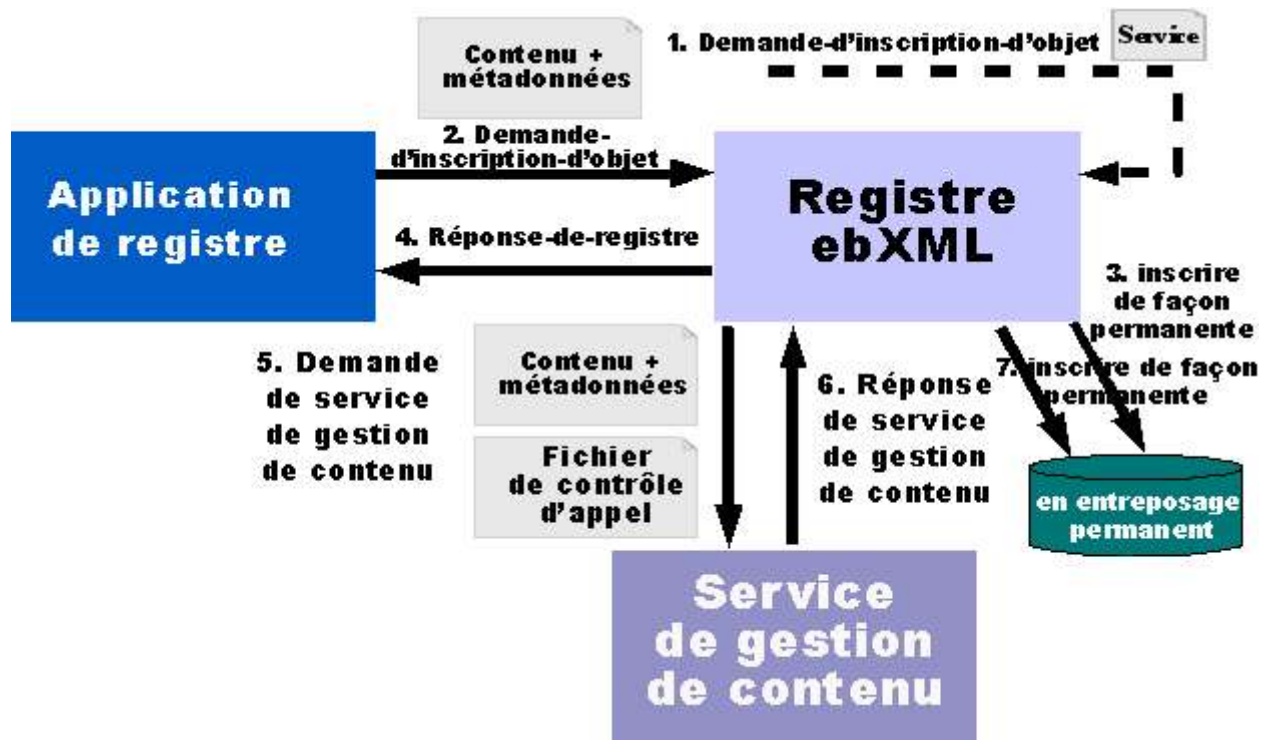 Contenu +
métadonnées
1. Demande-d'inscription-d'objet
Service
2. Demande-
d'inscription-d'objet
Application
de registre
Registre
ebXML
4. Réponse-de-registre
3. inscrire
de façon
permanente
5. Demande
de service
de gestion
de contenu
Contenu +
métadonnées
Fichier
de contrôle
d'appel
6. Réponse
de service
de gestion
de contenu
7. inscrire de façon
permanente
en entreposage
permanent
Service
de gestion
de contenu